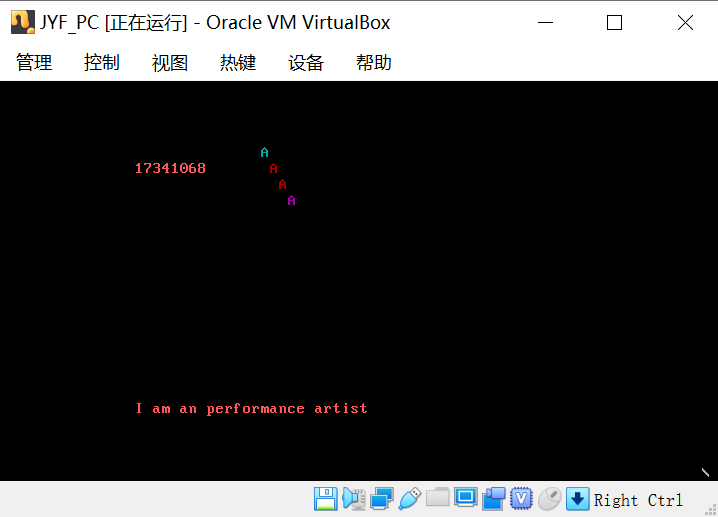 JYF_PC [正在运行] - Oracle VM VirtualBox
管理 控制 视图 热键 设备 帮助
A
17341068 A
A
A
I am an performance artist
\
Right Ctrl